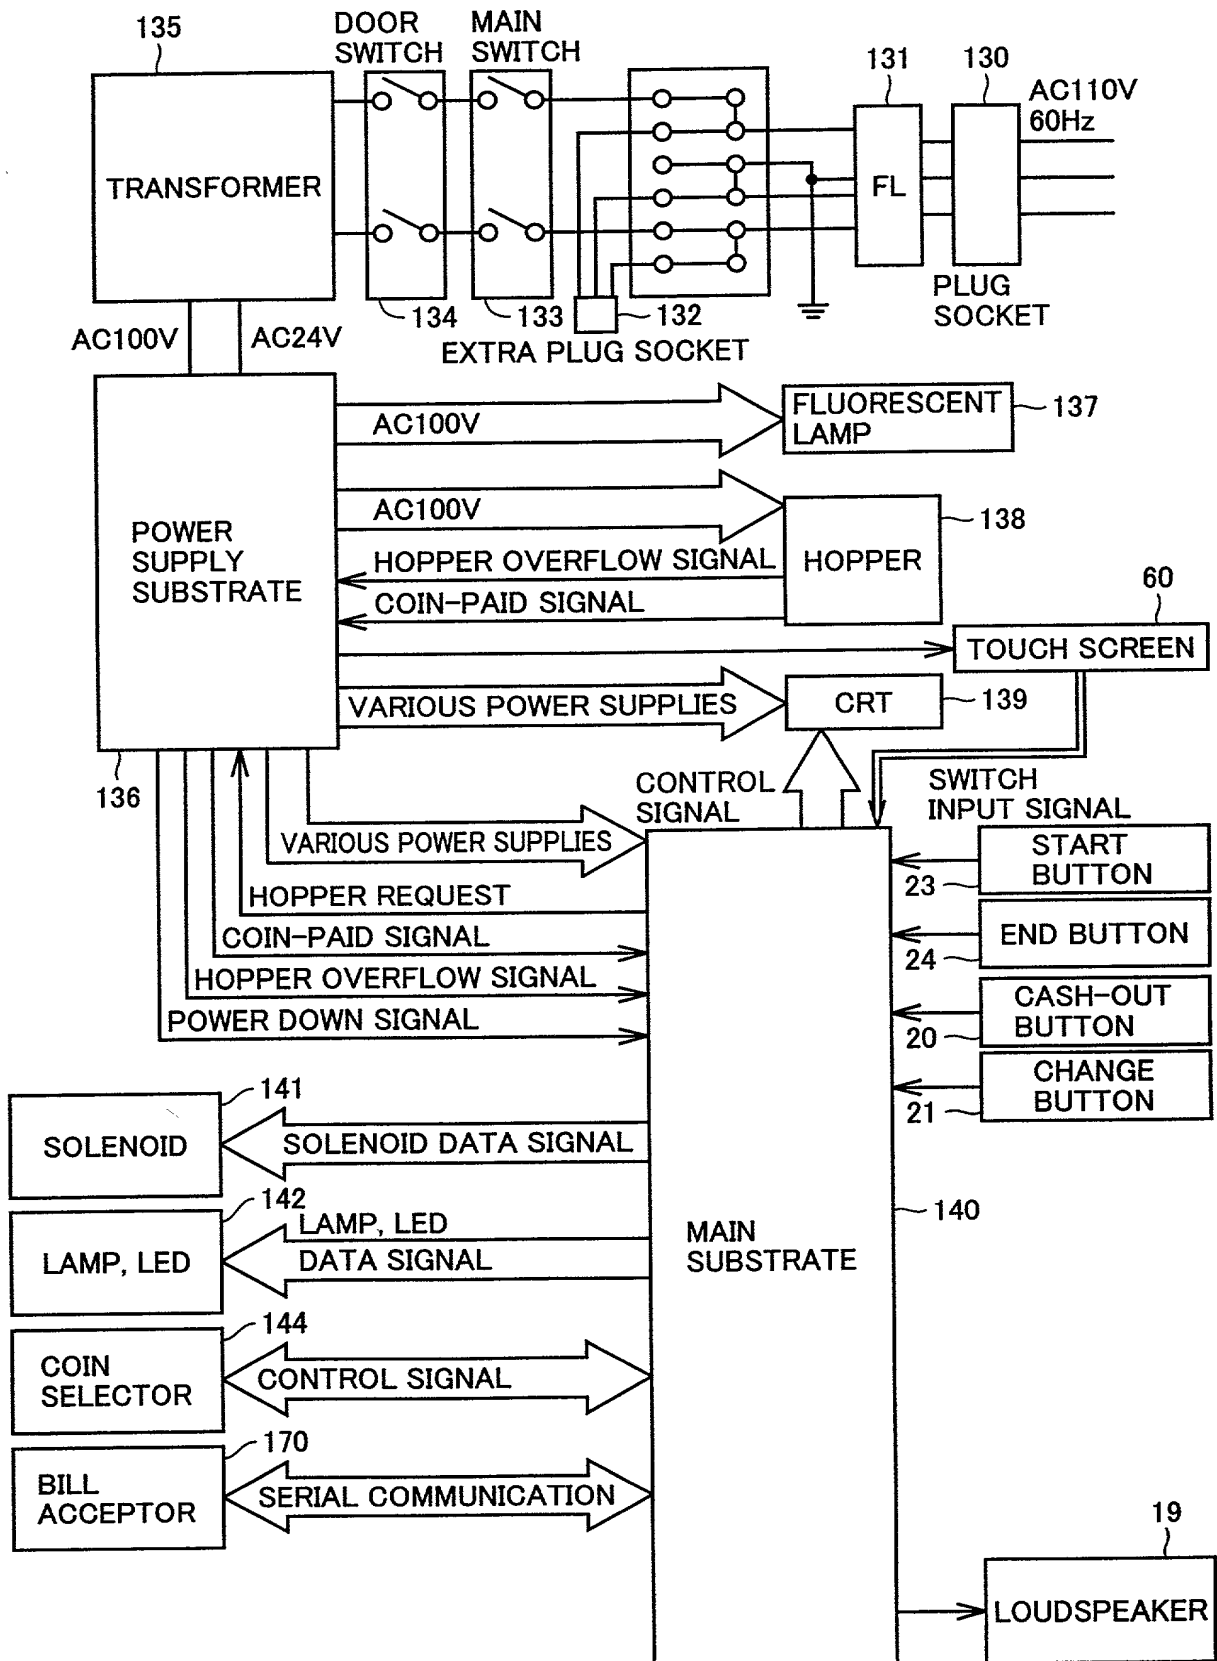 135
DOOR
SWITCH
MAIN
SWITCH
131
130
AC110V
60Hz
TRANSFORMER
FL
134
133
132
PLUG
SOCKET
EXTRA PLUG SOCKET
AC100V
AC24V
AC100V
FLUORESCENT
LAMP
137
POWER
SUPPLY
SUBSTRATE
AC100V
HOPPER
138
HOPPER OVERFLOW SIGNAL
COIN-PAID SIGNAL
60
TOUCH SCREEN
VARIOUS POWER SUPPLIES
CRT
139
136
CONTROL
SIGNAL
SWITCH
INPUT SIGNAL
VARIOUS POWER SUPPLIES
START
BUTTON
23
HOPPER REQUEST
COIN-PAID SIGNAL
END BUTTON
24
HOPPER OVERFLOW SIGNAL
CASH-OUT
BUTTON
20
POWER DOWN SIGNAL
CHANGE
BUTTON
21
141
SOLENOID
SOLENOID DATA SIGNAL
142
LAMP, LED
LAMP, LED
DATA SIGNAL
MAIN
SUBSTRATE
140
144
COIN
SELECTOR
CONTROL SIGNAL
170
BILL
ACCEPTOR
SERIAL COMMUNICATION
19
LOUDSPEAKER